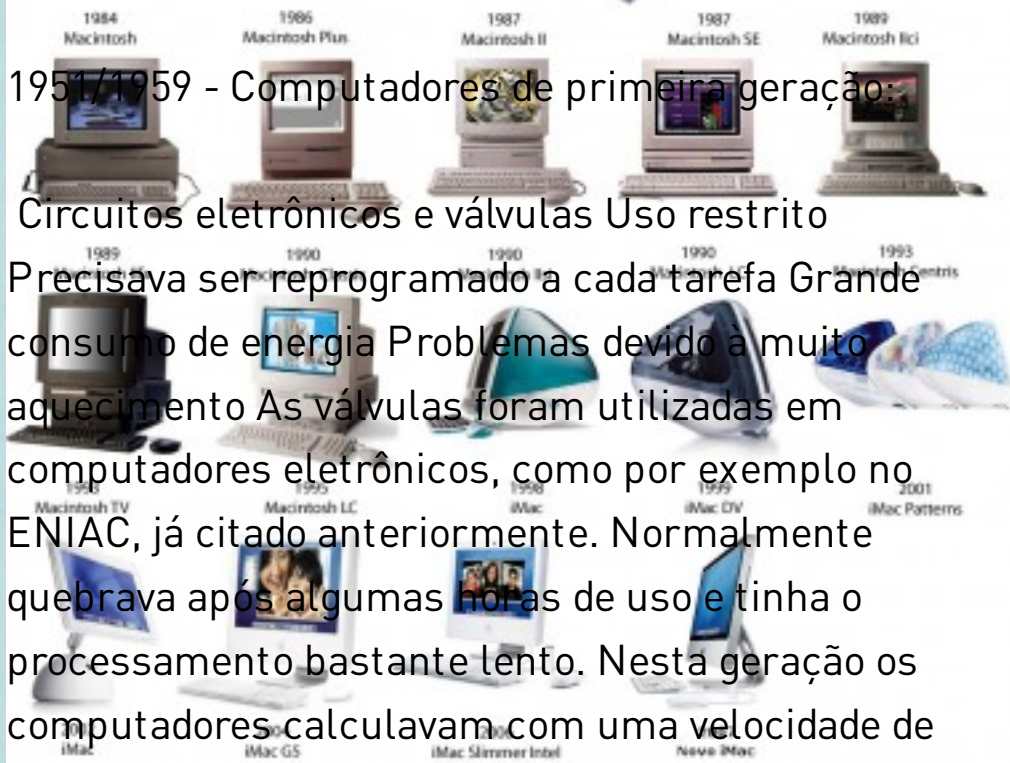 1984 1986 1987 1987 1989
Macintosh Macintosh Plus Macintosh II Macintosh SE Macintosh IIci
1951/1959 - Computadores de primeira geração:
Circuitos eletrônicos e válvulas Uso restrito
1989 1990 1990 1990 1993
Precisava ser reprogramado a cada tarefa Grande
consumo de energia Problemas devido à muito
aquecimento As válvulas foram utilizadas em
computadores eletrônicos, como por exemplo no
1993 1995 1998 1999 2001
Macintosh TV Macintosh LC iMac iMac DV iMac Patterns
ENIAC, já citado anteriormente. Normalmente
quebrava após algumas horas de uso e tinha o
processamento bastante lento. Nesta geração os
computadores calculavam com uma velocidade de
iMac iMac G5 iMac Slimmer Intel Novo iMac